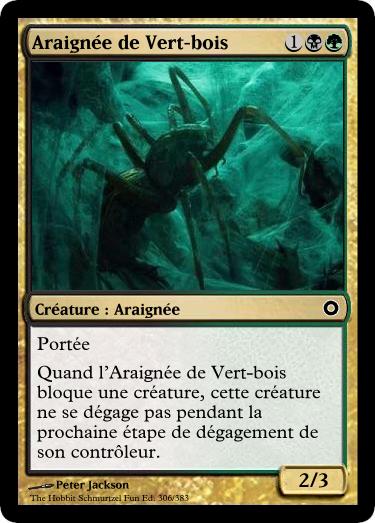 Araignée de Vert-bois 1
Créature : Araignée
Portée
Quand l'Araignée de Vert-bois
bloque une créature, cette créature
ne se dégage pas pendant la
prochaine étape de dégagement de
son contrôleur.
Peter Jackson
2/3
The Hobbit Schmurtzel Fun Ed. 306/383